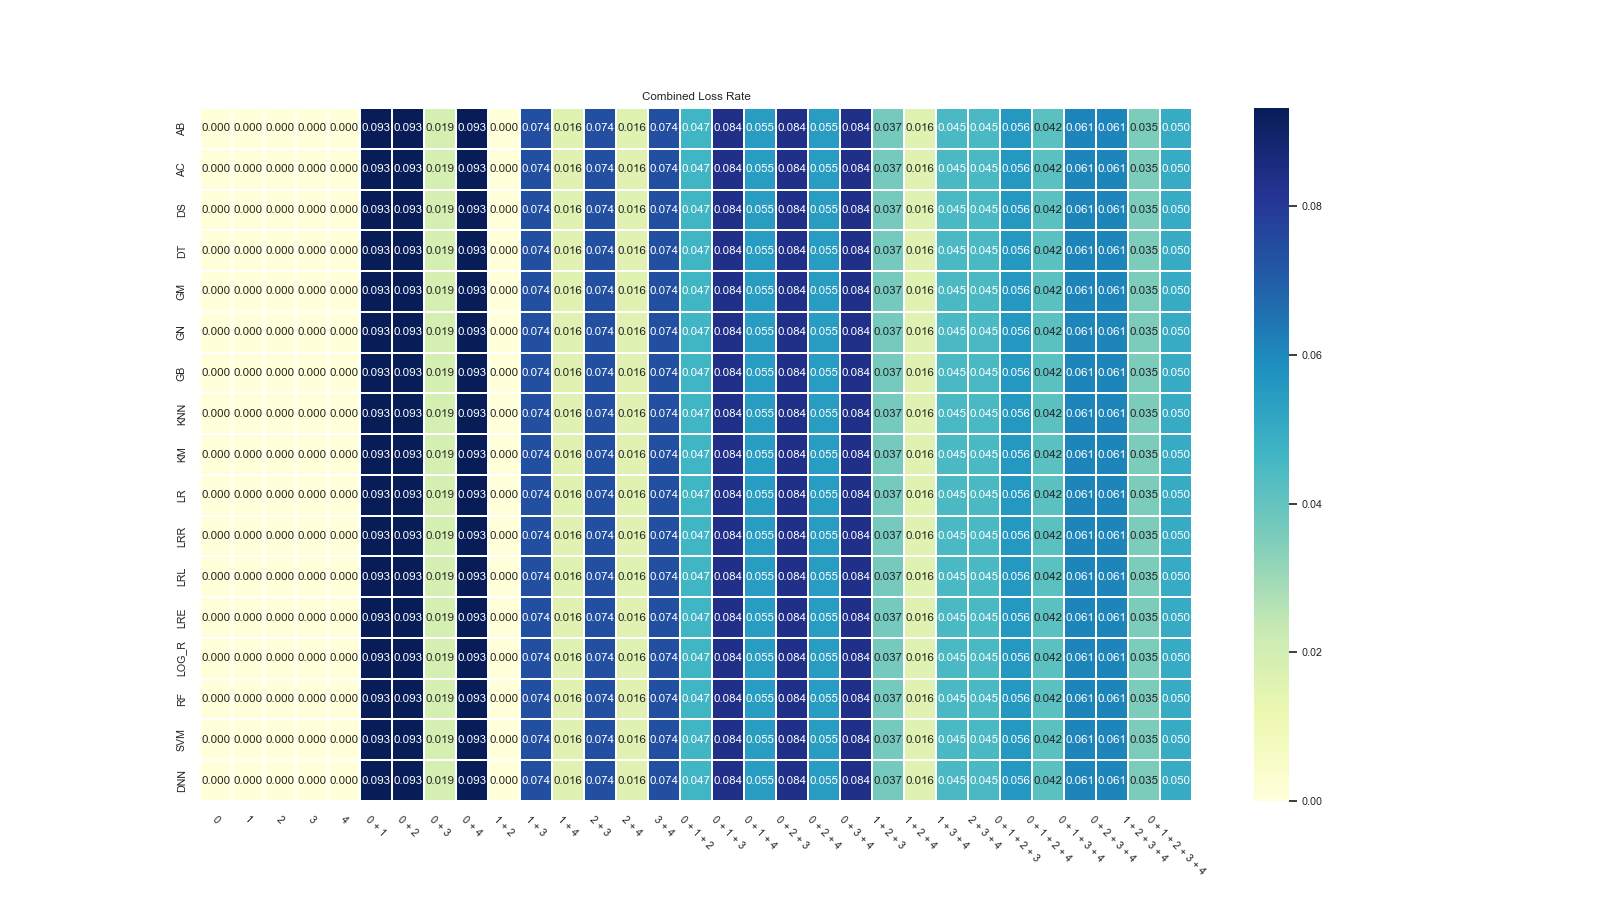 Combined Loss Rate
AB 0.000 0.000 0.000 0.000 0.000 0.093 0.093 0.019 0.093 0.000 0.074 0.016 0.074 0.016 0.074 0.047 0.084 0.055 0.084 0.055 0.084 0.037 0.016 0.045 0.045 0.056 0.042 0.061 0.061 0.035 0.050
AC 0.000 0.000 0.000 0.000 0.000 0.093 0.093 0.019 0.093 0.000 0.074 0.016 0.074 0.016 0.074 0.047 0.084 0.055 0.084 0.055 0.084 0.037 0.016 0.045 0.045 0.056 0.042 0.061 0.061 0.035 0.050
DS 0.000 0.000 0.000 0.000 0.000 0.093 0.093 0.019 0.093 0.000 0.074 0.016 0.074 0.016 0.074 0.047 0.084 0.055 0.084 0.055 0.084 0.037 0.016 0.045 0.045 0.056 0.042 0.061 0.061 0.035 0.050
DT 0.000 0.000 0.000 0.000 0.000 0.093 0.093 0.019 0.093 0.000 0.074 0.016 0.074 0.016 0.074 0.047 0.084 0.055 0.084 0.055 0.084 0.037 0.016 0.045 0.045 0.056 0.042 0.061 0.061 0.035 0.050
GM 0.000 0.000 0.000 0.000 0.000 0.093 0.093 0.019 0.093 0.000 0.074 0.016 0.074 0.016 0.074 0.047 0.084 0.055 0.084 0.055 0.084 0.037 0.016 0.045 0.045 0.056 0.042 0.061 0.061 0.035 0.050
GN 0.000 0.000 0.000 0.000 0.000 0.093 0.093 0.019 0.093 0.000 0.074 0.016 0.074 0.016 0.074 0.047 0.084 0.055 0.084 0.055 0.084 0.037 0.016 0.045 0.045 0.056 0.042 0.061 0.061 0.035 0.050
GB 0.000 0.000 0.000 0.000 0.000 0.093 0.093 0.019 0.093 0.000 0.074 0.016 0.074 0.016 0.074 0.047 0.084 0.055 0.084 0.055 0.084 0.037 0.016 0.045 0.045 0.056 0.042 0.061 0.061 0.035 0.050
KNN 0.000 0.000 0.000 0.000 0.000 0.093 0.093 0.019 0.093 0.000 0.074 0.016 0.074 0.016 0.074 0.047 0.084 0.055 0.084 0.055 0.084 0.037 0.016 0.045 0.045 0.056 0.042 0.061 0.061 0.035 0.050
KM 0.000 0.000 0.000 0.000 0.000 0.093 0.093 0.019 0.093 0.000 0.074 0.016 0.074 0.016 0.074 0.047 0.084 0.055 0.084 0.055 0.084 0.037 0.016 0.045 0.045 0.056 0.042 0.061 0.061 0.035 0.050
LR 0.000 0.000 0.000 0.000 0.000 0.093 0.093 0.019 0.093 0.000 0.074 0.016 0.074 0.016 0.074 0.047 0.084 0.055 0.084 0.055 0.084 0.037 0.016 0.045 0.045 0.056 0.042 0.061 0.061 0.035 0.050
LRR 0.000 0.000 0.000 0.000 0.000 0.093 0.093 0.019 0.093 0.000 0.074 0.016 0.074 0.016 0.074 0.047 0.084 0.055 0.084 0.055 0.084 0.037 0.016 0.045 0.045 0.056 0.042 0.061 0.061 0.035 0.050
LRL 0.000 0.000 0.000 0.000 0.000 0.093 0.093 0.019 0.093 0.000 0.074 0.016 0.074 0.016 0.074 0.047 0.084 0.055 0.084 0.055 0.084 0.037 0.016 0.045 0.045 0.056 0.042 0.061 0.061 0.035 0.050
LRE 0.000 0.000 0.000 0.000 0.000 0.093 0.093 0.019 0.093 0.000 0.074 0.016 0.074 0.016 0.074 0.047 0.084 0.055 0.084 0.055 0.084 0.037 0.016 0.045 0.045 0.056 0.042 0.061 0.061 0.035 0.050
LOG_R 0.000 0.000 0.000 0.000 0.000 0.093 0.093 0.019 0.093 0.000 0.074 0.016 0.074 0.016 0.074 0.047 0.084 0.055 0.084 0.055 0.084 0.037 0.016 0.045 0.045 0.056 0.042 0.061 0.061 0.035 0.050
RF 0.000 0.000 0.000 0.000 0.000 0.093 0.093 0.019 0.093 0.000 0.074 0.016 0.074 0.016 0.074 0.047 0.084 0.055 0.084 0.055 0.084 0.037 0.016 0.045 0.045 0.056 0.042 0.061 0.061 0.035 0.050
SVM 0.000 0.000 0.000 0.000 0.000 0.093 0.093 0.019 0.093 0.000 0.074 0.016 0.074 0.016 0.074 0.047 0.084 0.055 0.084 0.055 0.084 0.037 0.016 0.045 0.045 0.056 0.042 0.061 0.061 0.035 0.050
DNN 0.000 0.000 0.000 0.000 0.000 0.093 0.093 0.019 0.093 0.000 0.074 0.016 0.074 0.016 0.074 0.047 0.084 0.055 0.084 0.055 0.084 0.037 0.016 0.045 0.045 0.056 0.042 0.061 0.061 0.035 0.050
0
1
2
3
4
0 + 1
0 + 2
0 + 3
0 + 4
1 + 2
1 + 3
1 + 4
2 + 3
2 + 4
3 + 4
0 + 1 + 2
0 + 1 + 3
0 + 1 + 4
0 + 2 + 3
0 + 2 + 4
0 + 3 + 4
1 + 2 + 3
1 + 2 + 4
1 + 3 + 4
2 + 3 + 4
0 + 1 + 2 + 3
0 + 1 + 2 + 4
0 + 1 + 3 + 4
0 + 2 + 3 + 4
1 + 2 + 3 + 4
0 + 1 + 2 + 3 + 4
0.08
0.06
0.04
0.02
0.00